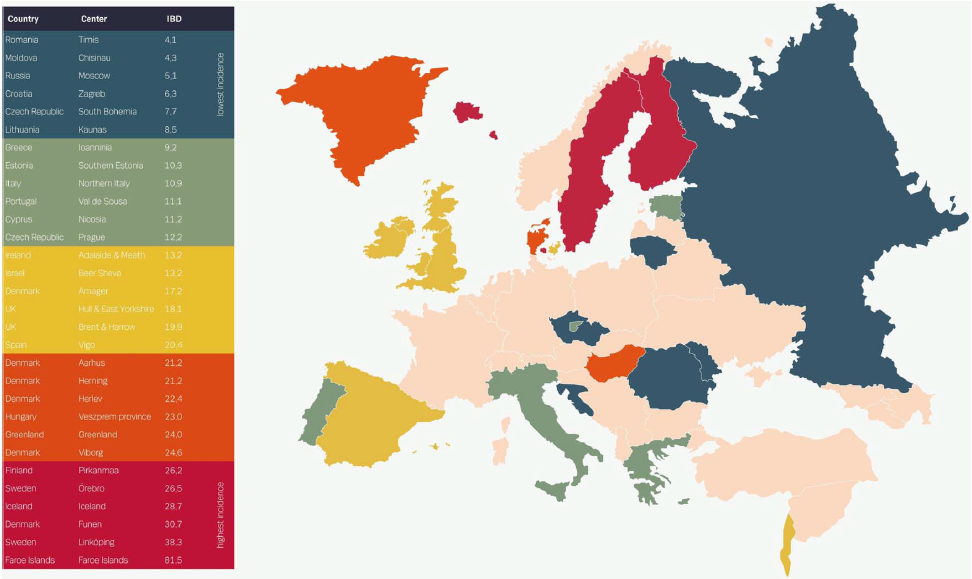 Country Center IBD
Romania Timis 4,1
Moldova Chisinau 4,3
Russia Moscow 5,1
Croatia Zagreb 6,3
Czech Republic South Bohemia 7,7
Lithuania Kaunas 8,5
lowest incidence
Greece Ioanninia 9,2
Estonia Southern Estonia 10,3
Italy Northern Italy 10,9
Portugal Val de Sousa 11,1
Cyprus Nicosia 11,2
Czech Republic Prague 12,2
Ireland Adelaide & Meath 13,2
Israel Beer Sheva 13,2
Denmark Amager 17,2
UK Hull & East Yorkshire 18,1
UK Brent & Harrow 19,9
Spain Vigo 20,4
Denmark Aarhus 21,2
Denmark Herning 21,2
Denmark Herlev 22,4
Hungary Veszprem province 23,0
Greenland Greenland 24,0
Denmark Viborg 24,6
Finland Pirkanmaa 26,2
Sweden Örebro 26,5
Iceland Iceland 28,7
Denmark Funen 30,7
Sweden Linköping 38,3
Faroe Islands Faroe Islands 81,5
highest incidence